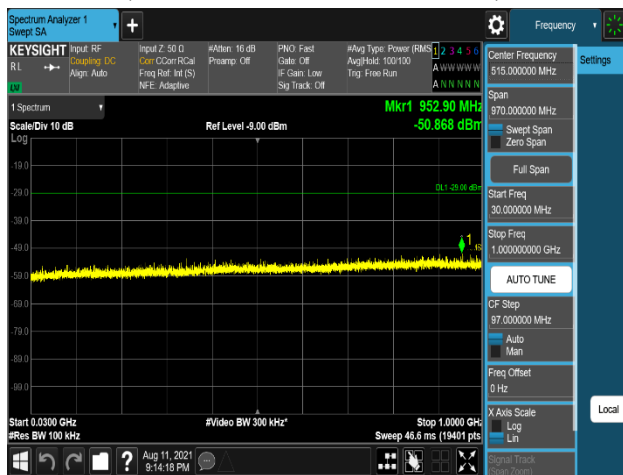 Spectrum Analyzer 1
Swept SA
+
Frequency
KEYSIGHT
RL
Input: RF
Coupling: DC
Align: Auto
Input Z: 50 Ω
Corr CCorr RCal
Freq Ref: Int (S)
NFE: Adaptive
#Atten: 16 dB
Preamp: Off
PNO: Fast
Gate: Off
IF Gain: Low
Sig Track: Off
#Avg Type: Power (RMS
Avg|Hold: 100/100
Trig: Free Run
1 2 3 4 5 6
A W W W W W
A N N N N N
1 Spectrum
Scale/Div 10 dB
Log
Ref Level -9.00 dBm
Mkr1 952.90 MHz
-50.868 dBm
-19.0
-29.0
-39.0
-49.0
-59.0
-69.0
-79.0
-89.0
-99.0
DL1 -29.00 dBm
1
Start 0.0300 GHz
#Res BW 100 kHz
#Video BW 300 kHz*
Stop 1.0000 GHz
Sweep 46.6 ms (19401 pts
Aug 11, 2021
9:14:18 PM
?
Center Frequency
515.000000 MHz
Settings
Span
970.000000 MHz
Swept Span
Zero Span
Full Span
Start Freq
30.000000 MHz
Stop Freq
1.000000000 GHz
AUTO TUNE
CF Step
97.000000 MHz
Auto
Man
Freq Offset
0 Hz
X Axis Scale
Log
Lin
Local
Signal Track
(Span Zoom)